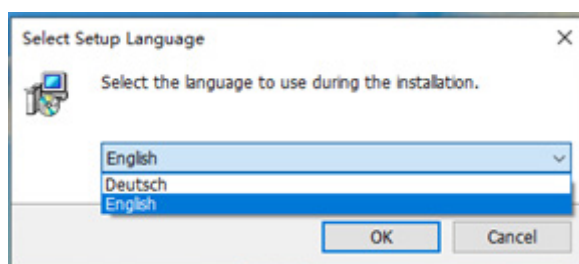 Select Setup Language
Select the language to use during the installation.
English
Deutsch
English
OK
Cancel